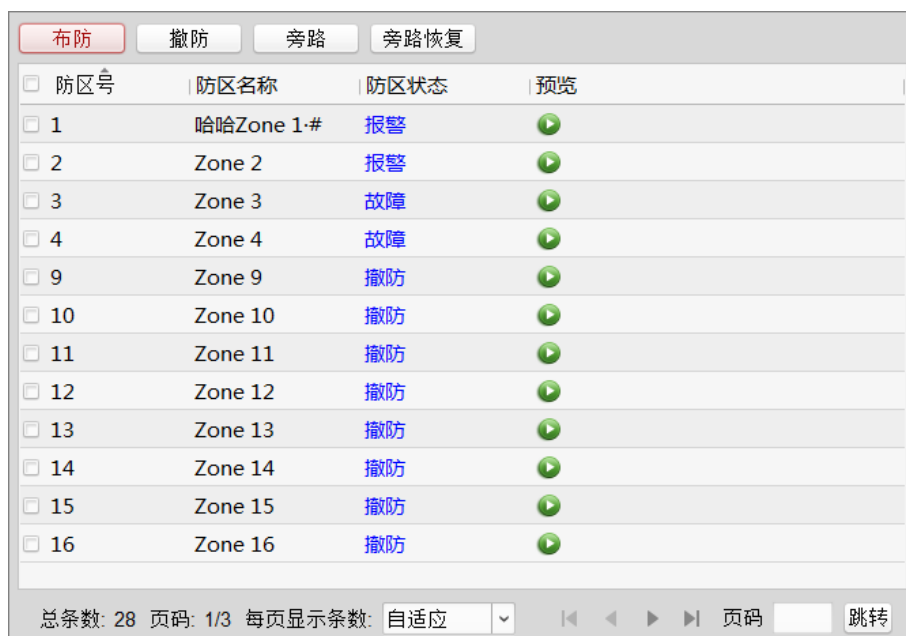 布防 撤防 旁路 旁路恢复
防区号 防区名称 防区状态 预览
1 哈哈Zone 1·# 报警
2 Zone 2 报警
3 Zone 3 故障
4 Zone 4 故障
9 Zone 9 撤防
10 Zone 10 撤防
11 Zone 11 撤防
12 Zone 12 撤防
13 Zone 13 撤防
14 Zone 14 撤防
15 Zone 15 撤防
16 Zone 16 撤防
总条数: 28 页码: 1/3 每页显示条数: 自适应 页码 跳转